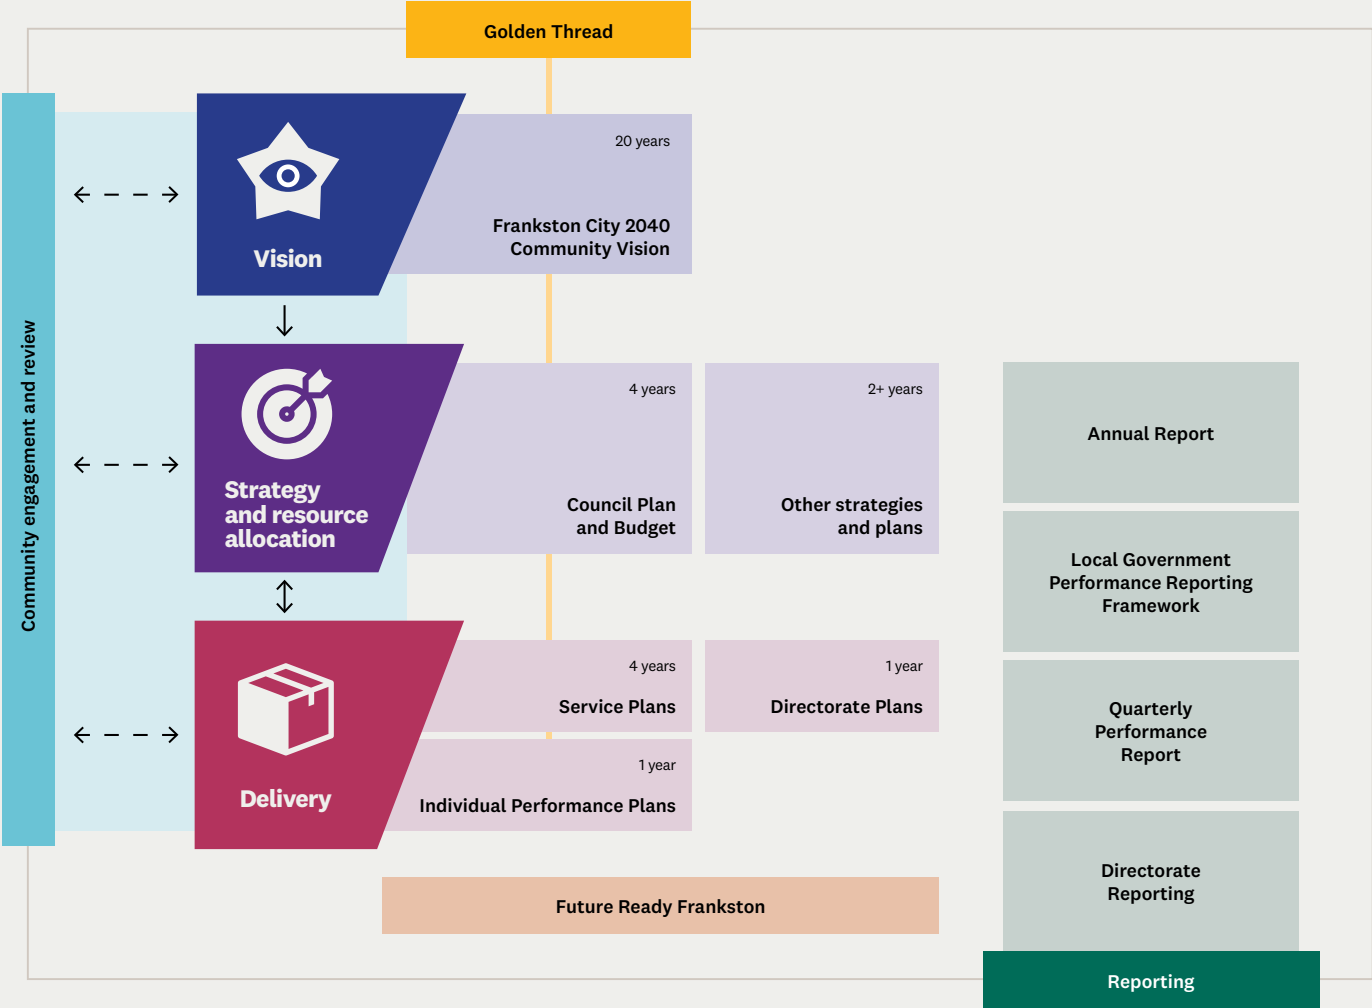 Golden Thread
Community engagement and review
Vision
20 years
Frankston City 2040
Community Vision
Strategy
and resource
allocation
4 years
Council Plan
and Budget
2+ years
Other strategies
and plans
Delivery
4 years
Service Plans
1 year
Directorate Plans
1 year
Individual Performance Plans
Future Ready Frankston
Annual Report
Local Government
Performance Reporting
Framework
Quarterly
Performance
Report
Directorate
Reporting
Reporting